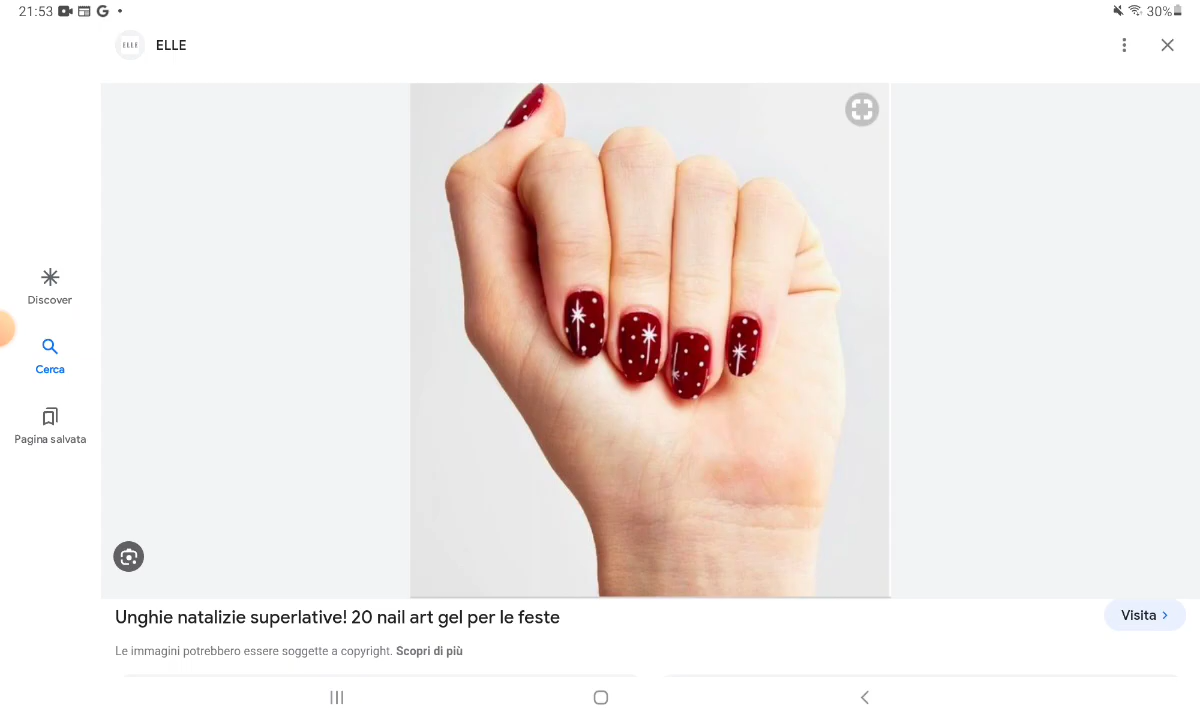 21:53
30%
ELLE
ELLE
Discover
Cerca
Pagina salvata
Unghie natalizie superlative! 20 nail art gel per le feste
Visita
Le immagini potrebbero essere soggette a copyright. Scopri di più